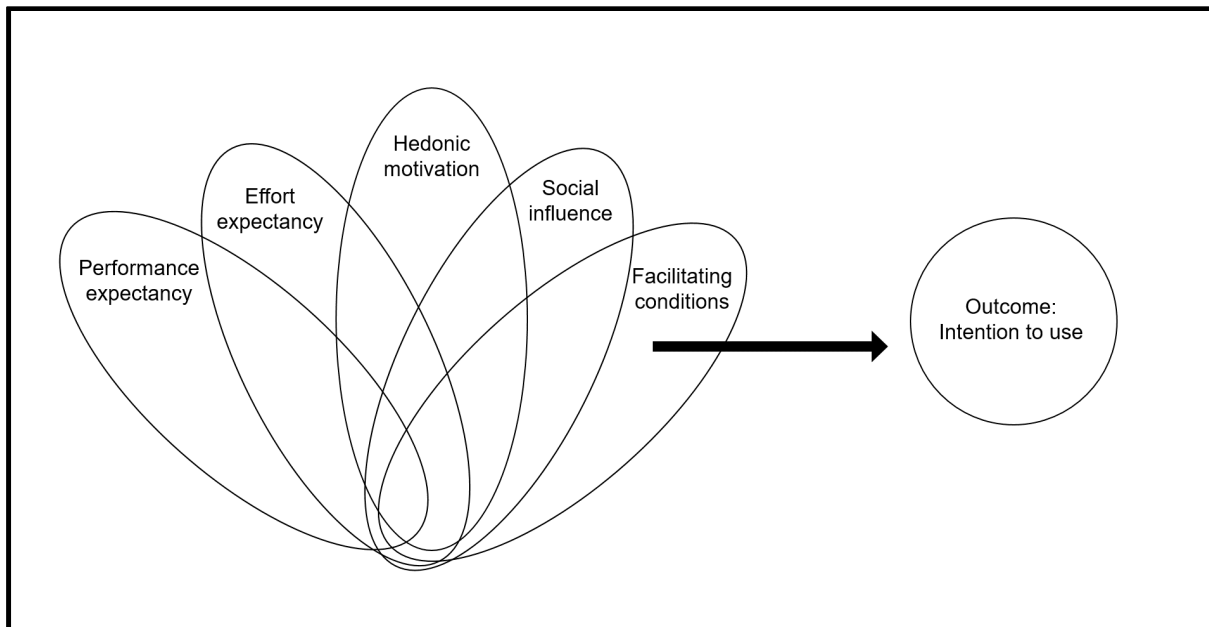 Performance
expectancy
Effort
expectancy
Hedonic
motivation
Social
influence
Facilitating
conditions
Outcome:
Intention to use